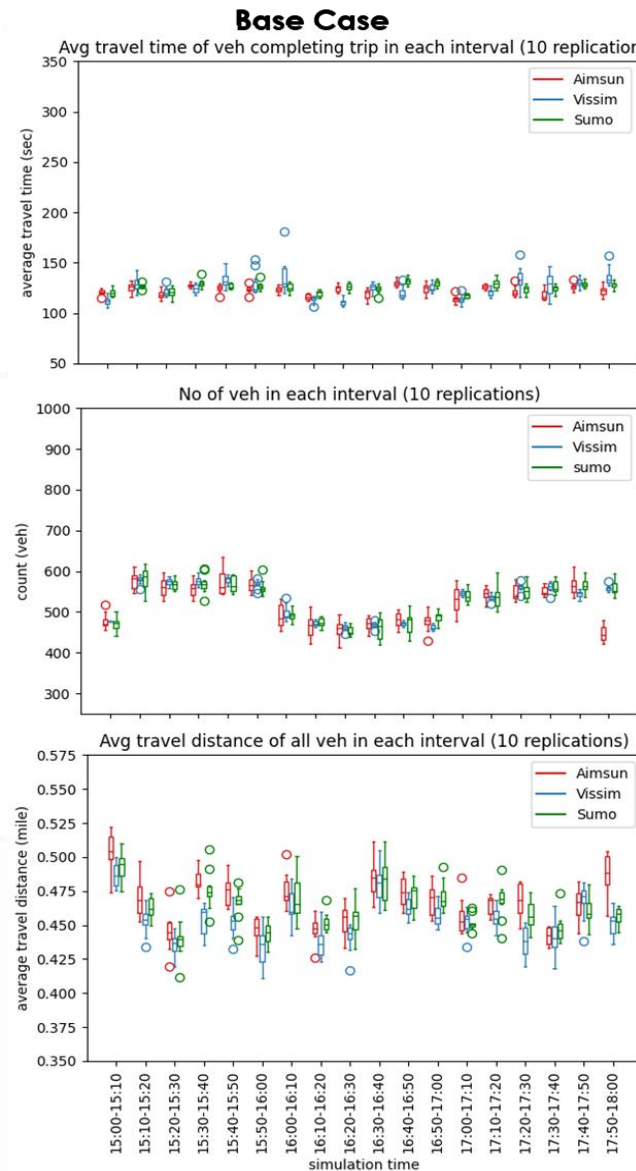 Base Case
Avg travel time of veh completing trip in each interval (10 replication
350
300
250
200
150
100
50
average travel time (sec)
Aimsun
Vissim
Sumo
No of veh in each interval (10 replications)
1000
900
800
700
600
500
400
300
count (veh)
Aimsun
Vissim
sumo
Avg travel distance of all veh in each interval (10 replications)
0.575
0.550
0.525
0.500
0.475
0.450
0.425
0.400
0.375
0.350
average travel distance (mile)
Aimsun
Vissim
Sumo
15:00-15:10
15:10-15:20
15:20-15:30
15:30-15:40
15:40-15:50
15:50-16:00
16:00-16:10
16:10-16:20
16:20-16:30
16:30-16:40
16:40-16:50
16:50-17:00
17:00-17:10
17:10-17:20
17:20-17:30
17:30-17:40
17:40-17:50
17:50-18:00
simulation time